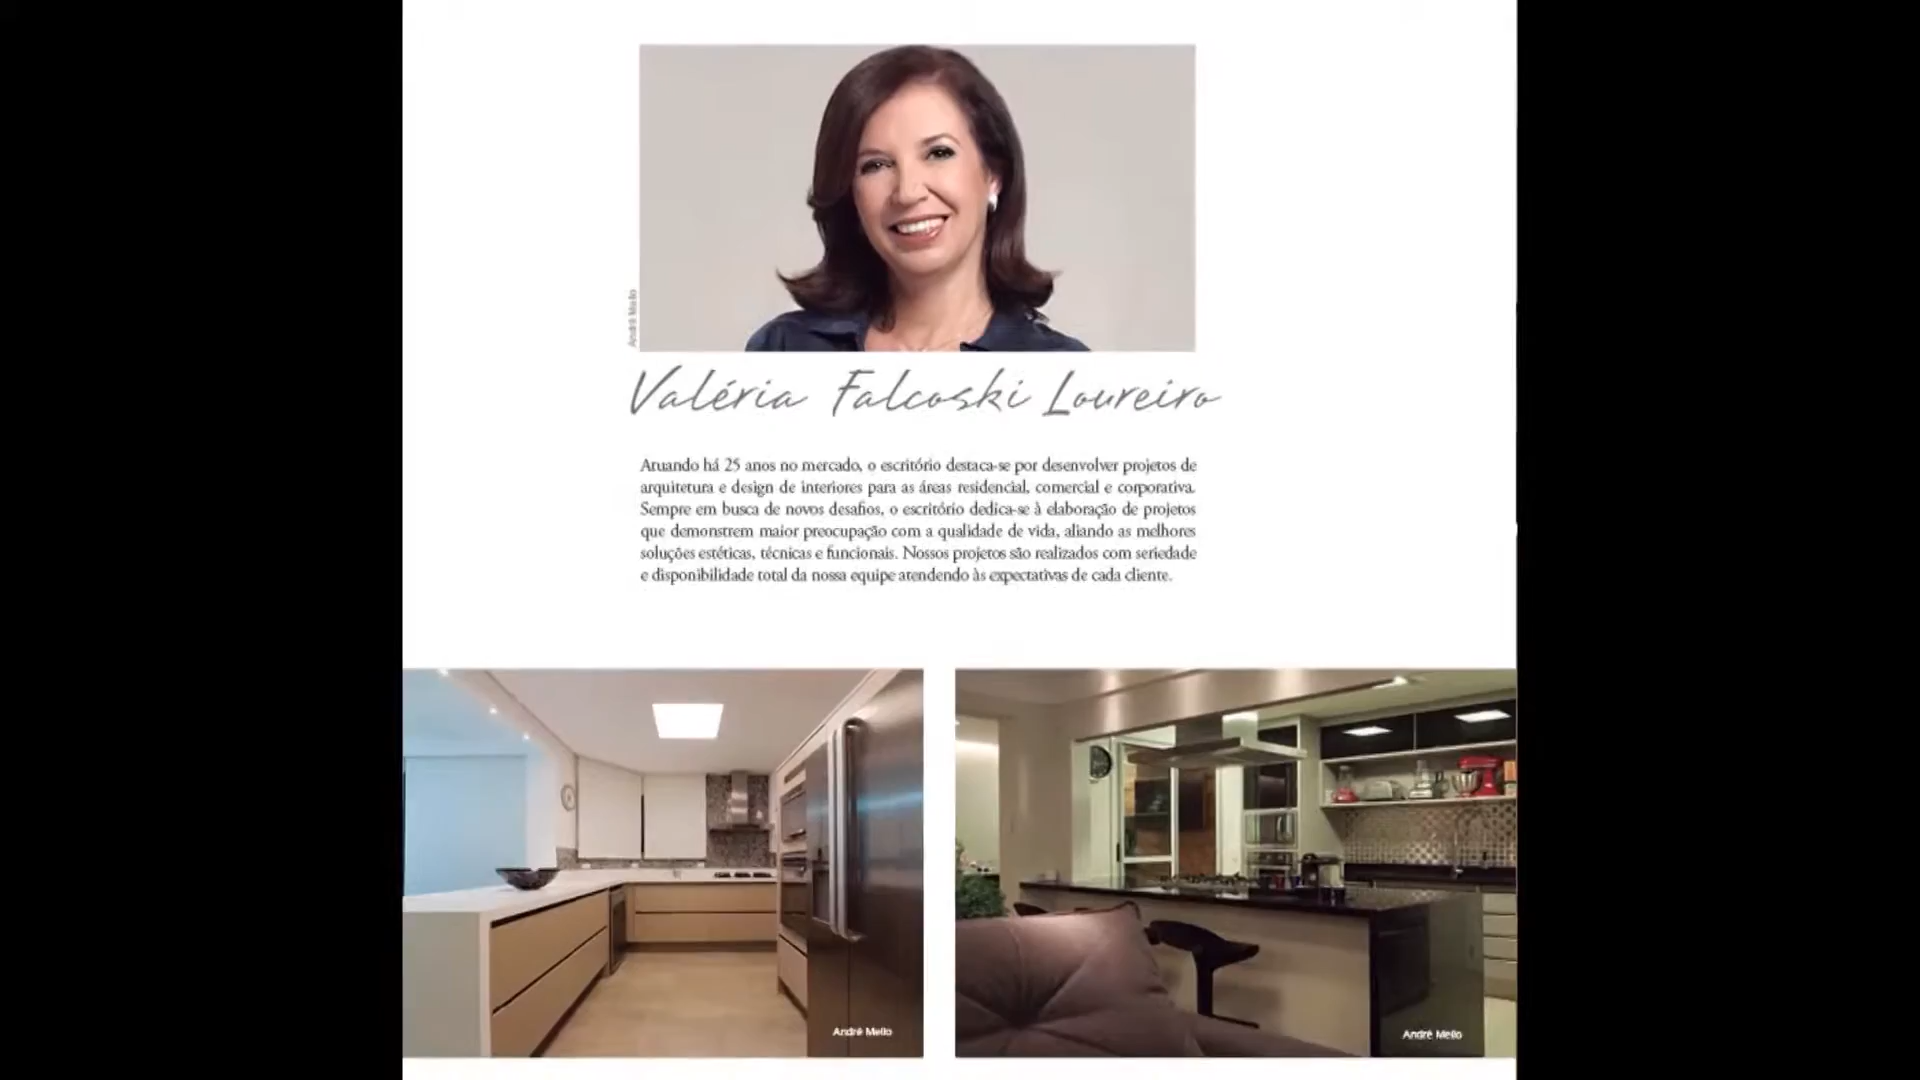 André Mello
Valéria Falcoski Loureiro
Atuando há 25 anos no mercado, o escritório destaca-se por desenvolver projetos de
arquitetura e design de interiores para as áreas residencial, comercial e corporativa.
Sempre em busca de novos desafios, o escritório dedica-se à elaboração de projetos
que demonstrem maior preocupação com a qualidade de vida, aliando as melhores
soluções estéticas, técnicas e funcionais. Nossos projetos são realizados com seriedade
e disponibilidade total da nossa equipe atendendo às expectativas de cada cliente.
André Mello
André Mello